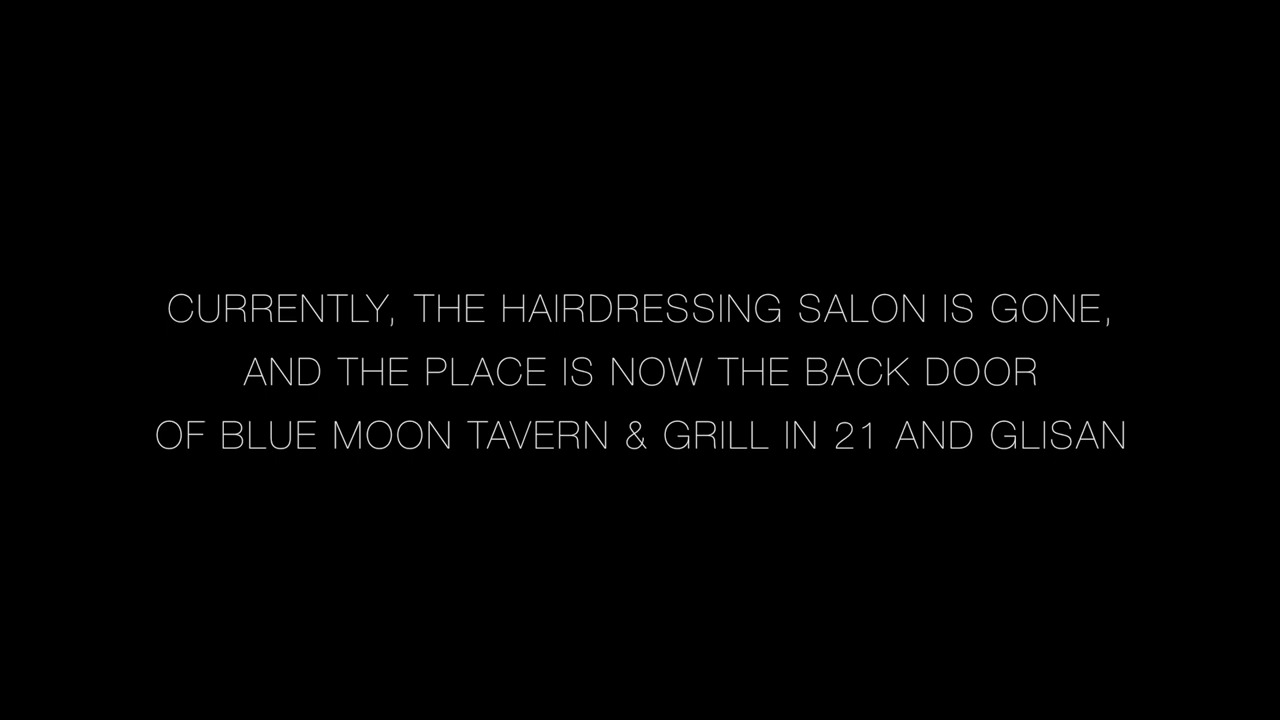 CURRENTLY, THE HAIRDRESSING SALON IS GONE,
AND THE PLACE IS NOW THE BACK DOOR
OF BLUE MOON TAVERN & GRILL IN 21 AND GLISAN